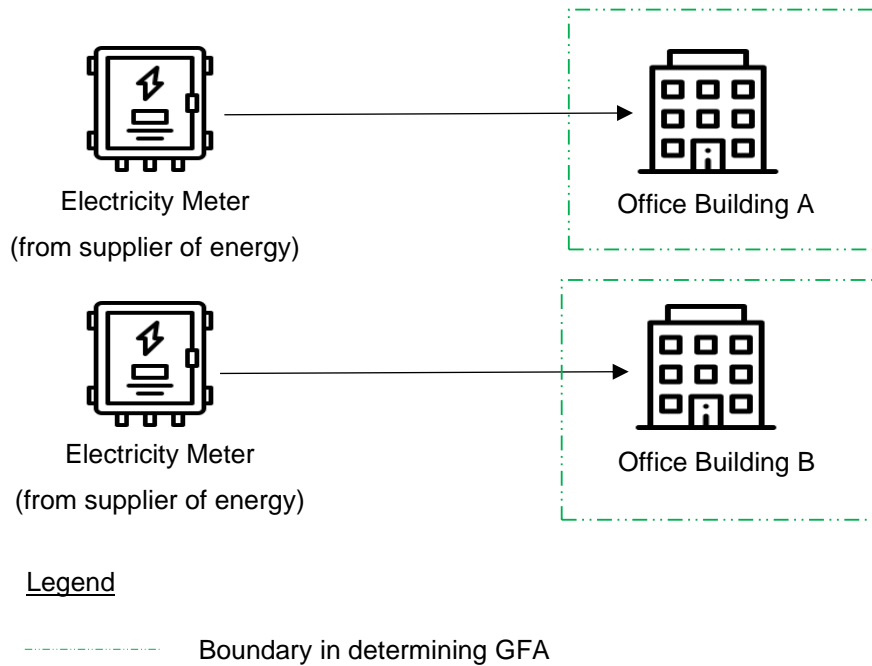 Electricity Meter
(from supplier of energy)
Office Building A
Electricity Meter
(from supplier of energy)
Office Building B
Legend
Boundary in determining GFA